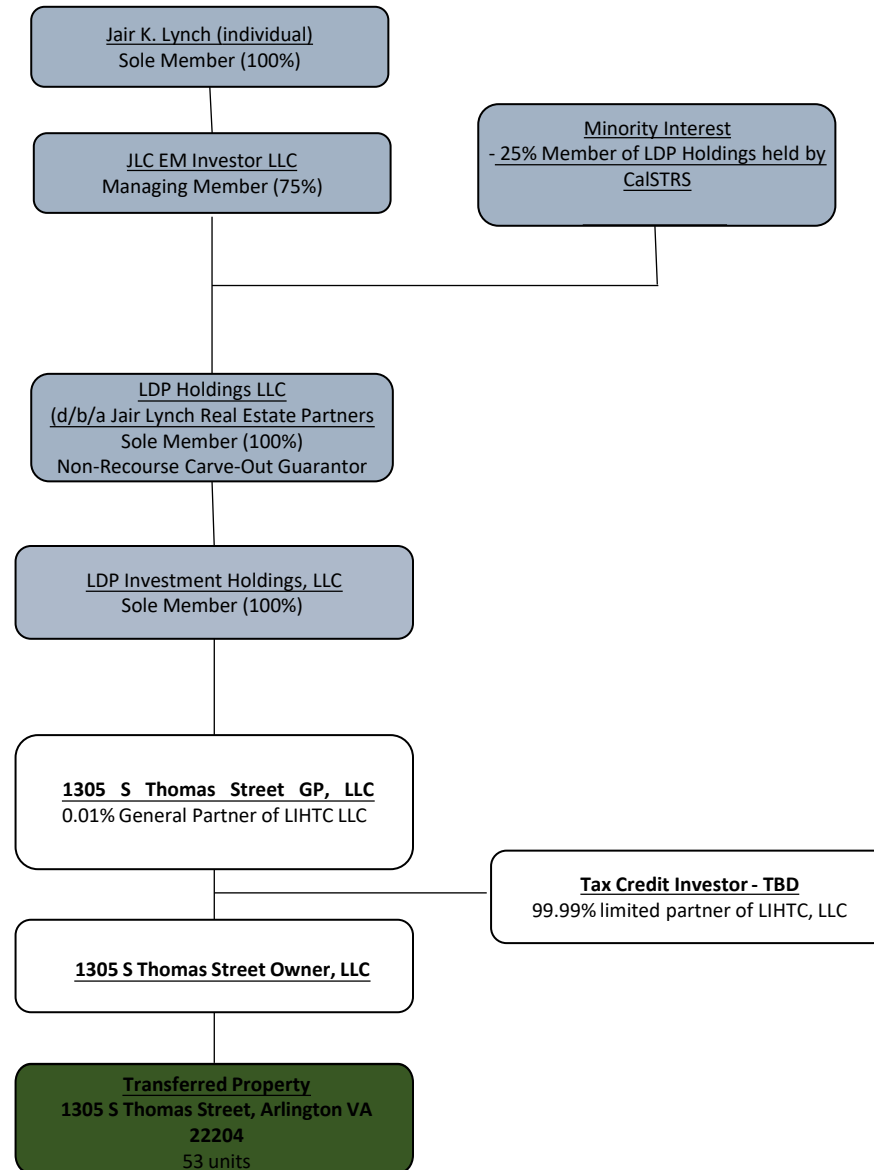 Jair K. Lynch (individual)
Sole Member (100%)
JLC EM Investor LLC
Managing Member (75%)
Minority Interest
- 25% Member of LDP Holdings held by
CalSTRS
LDP Holdings LLC
(d/b/a Jair Lynch Real Estate Partners
Sole Member (100%)
Non-Recourse Carve-Out Guarantor
LDP Investment Holdings, LLC
Sole Member (100%)
1305 S Thomas Street GP, LLC
0.01% General Partner of LIHTC LLC
Tax Credit Investor - TBD
99.99% limited partner of LIHTC, LLC
1305 S Thomas Street Owner, LLC
Transferred Property
1305 S Thomas Street, Arlington VA
22204
53 units